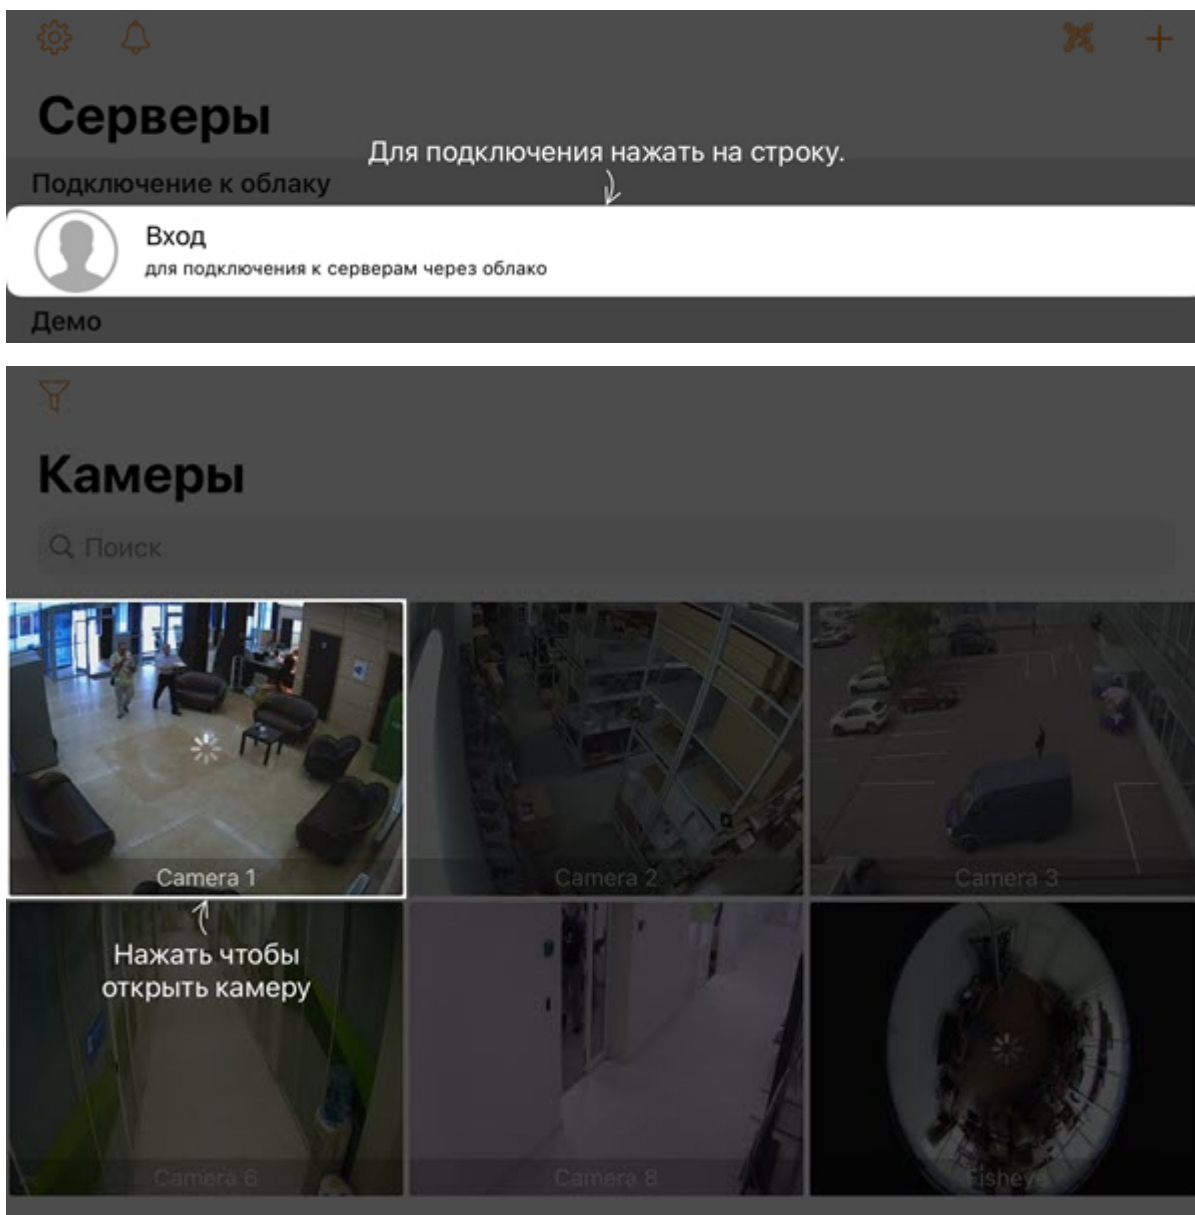 Серверы
Для подключения нажать на строку.
Подключение к облаку
Вход
для подключения к серверам через облако
Демо
Камеры
Поиск
Camera 1
Camera 2
Camera 3
Нажать чтобы
открыть камеру
Camera 6
Camera 8
Fisheye